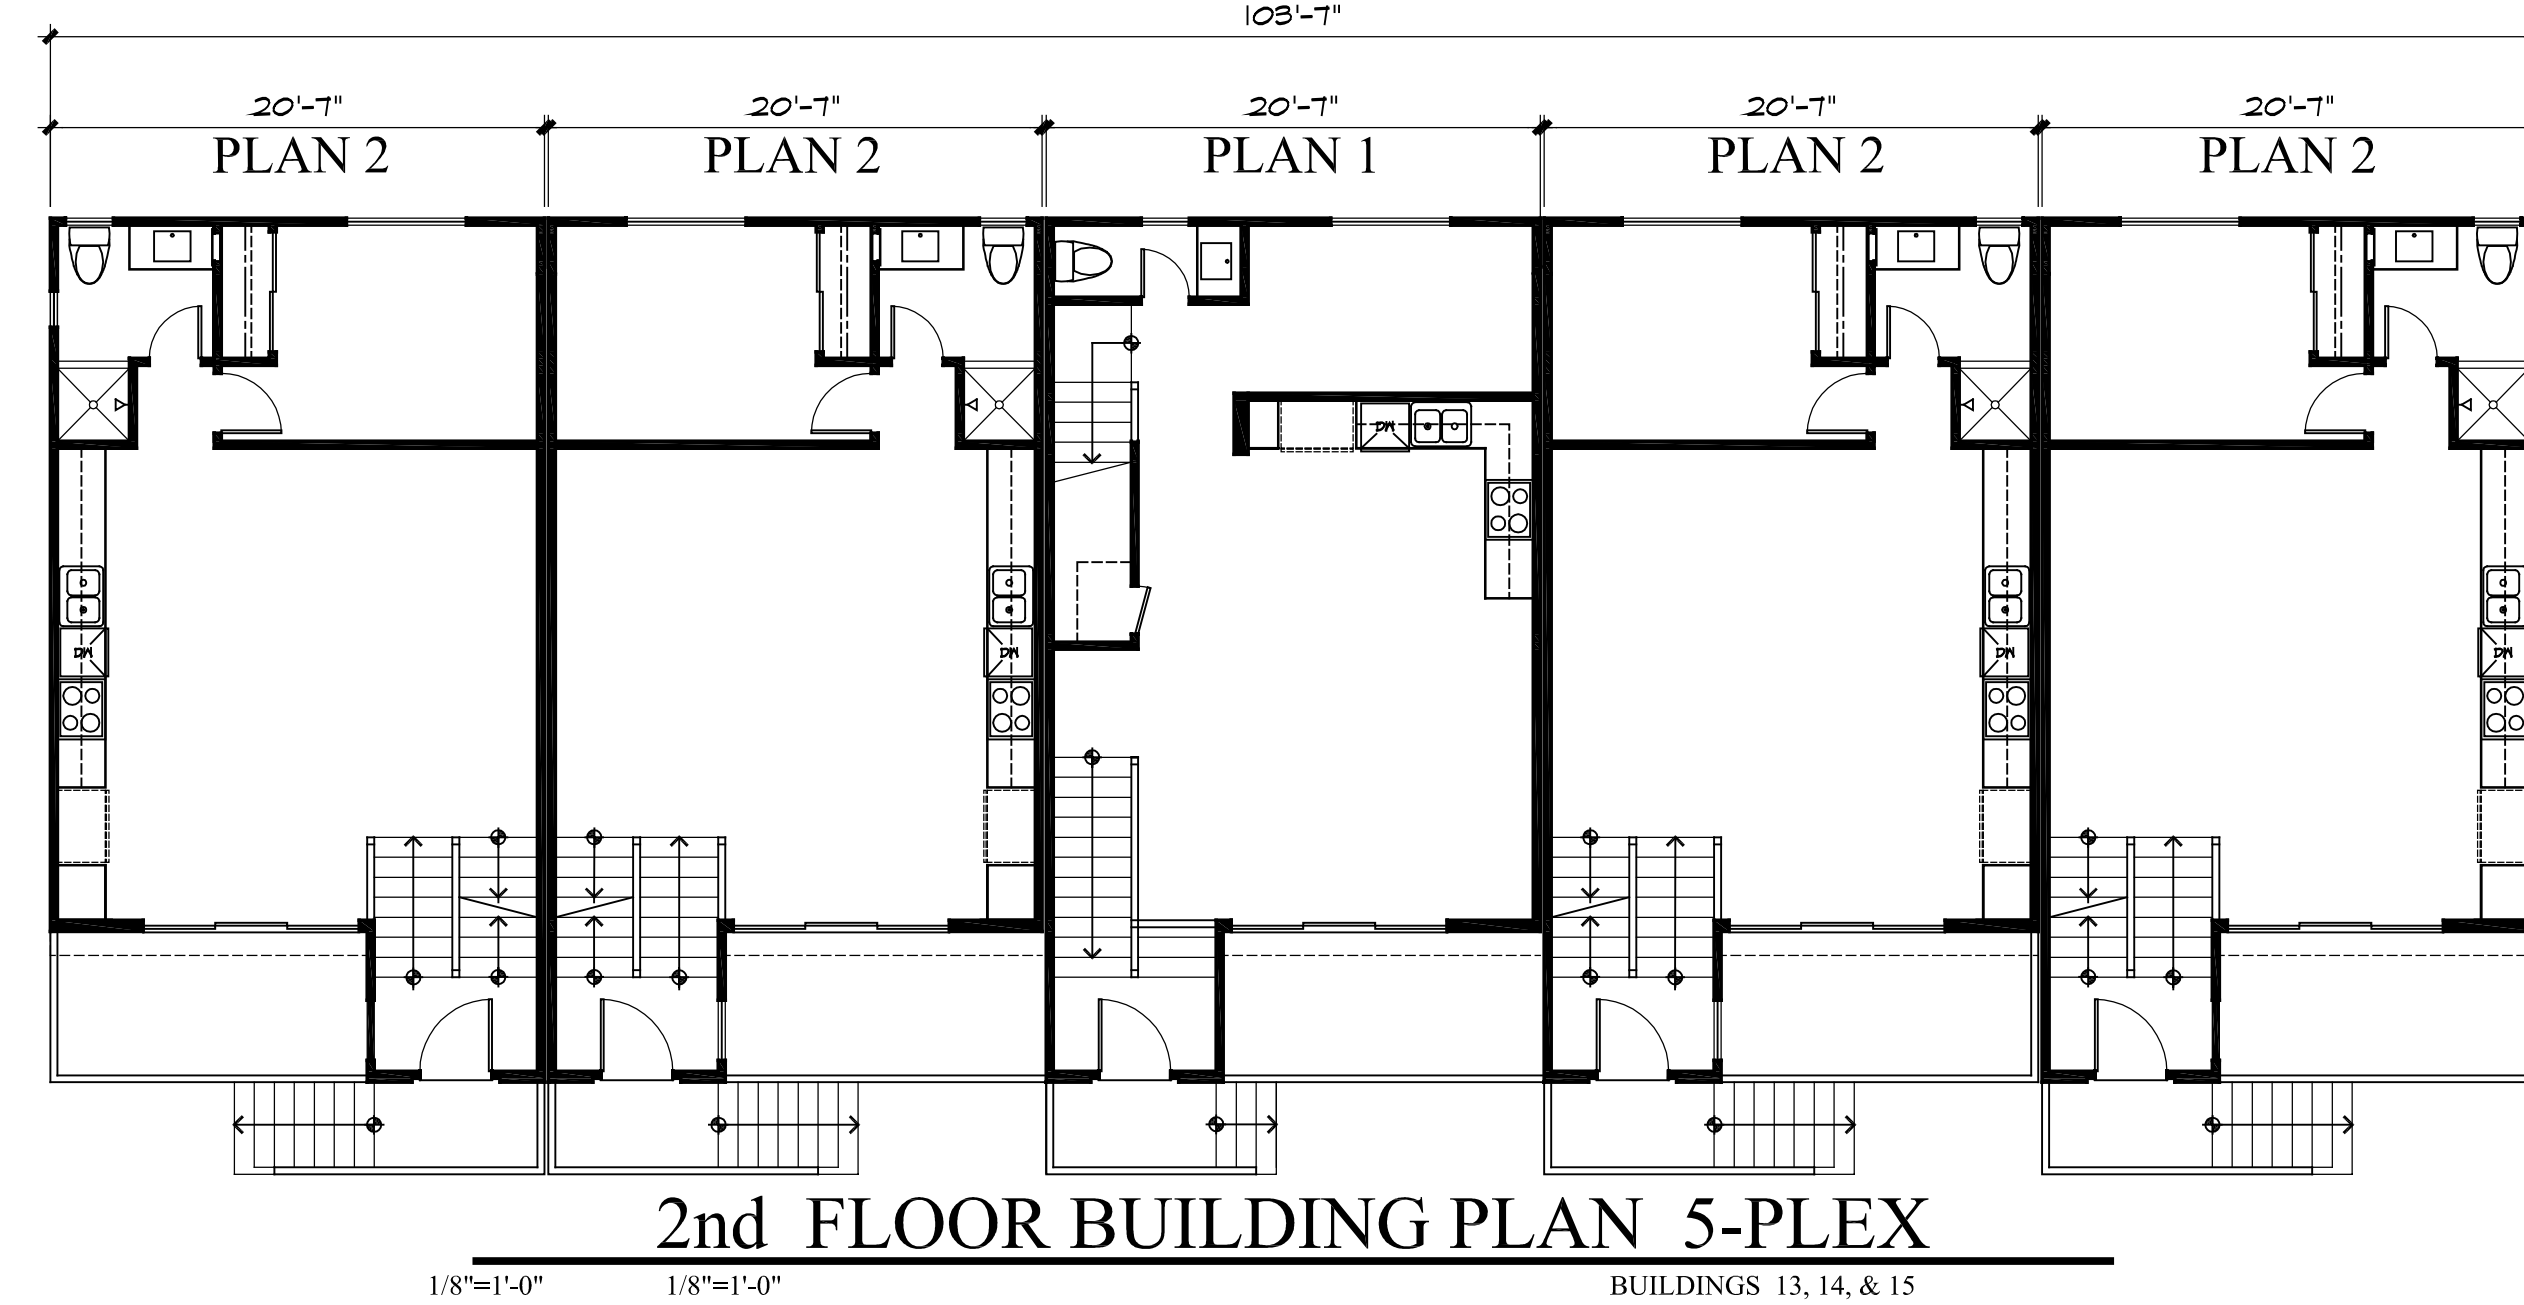 103'-7"
20'-7" 20'-7" 20'-7" 20'-7" 20'-7"
PLAN 2 PLAN 2 PLAN 1 PLAN 2 PLAN 2
DW
DW DW DW DW
2nd FLOOR BUILDING PLAN 5-PLEX
1/8"=1'-0" 1/8"=1'-0" BUILDINGS 13, 14, & 15